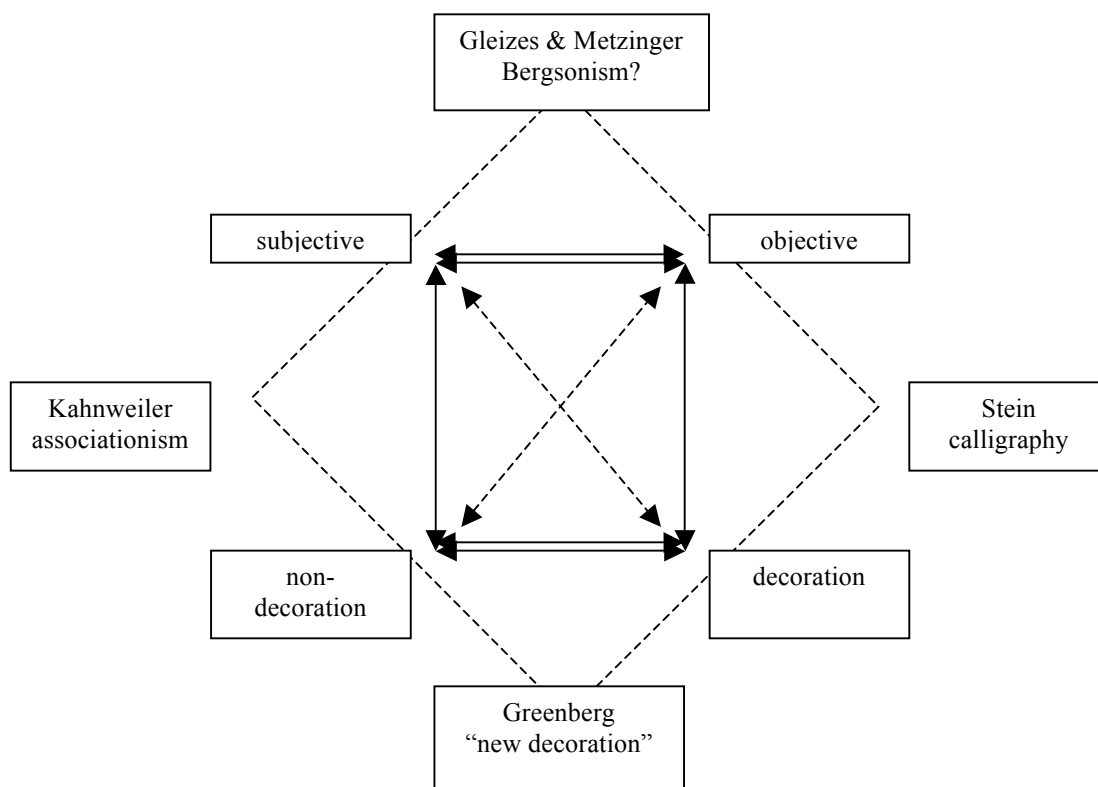 Gleizes & Metzinger
Bergsonism?
subjective
objective
Kahnweiler
associationism
Stein
calligraphy
non-
decoration
decoration
Greenberg
“new decoration”